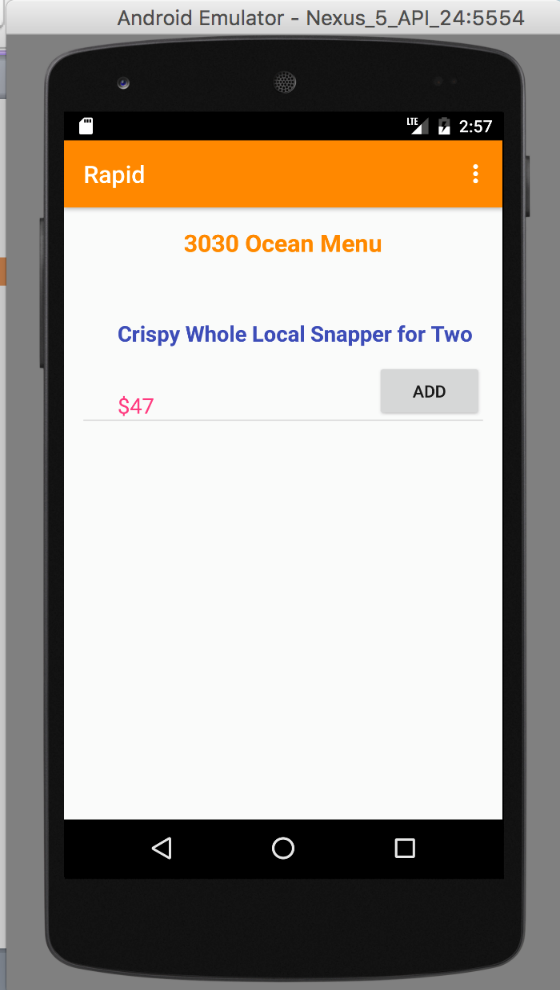 Android Emulator - Nexus_5_API_24:5554
LTE 2:57
Rapid
3030 Ocean Menu
Crispy Whole Local Snapper for Two
$47
ADD